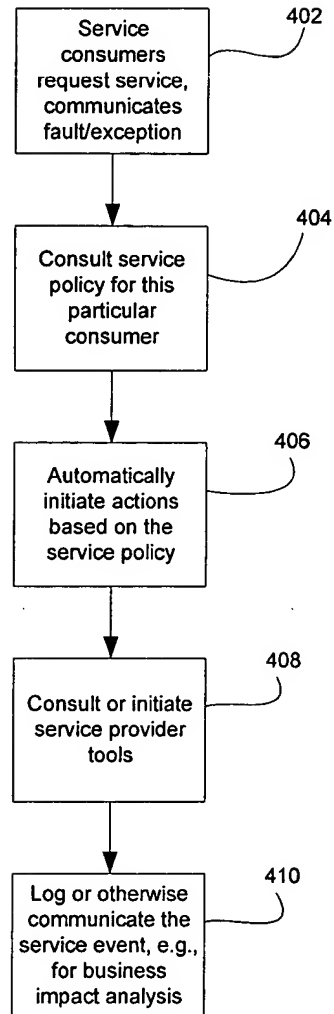 Service
consumers
request service,
communicates
fault/exception
402
Consult service
policy for this
particular
consumer
404
Automatically
initiate actions
based on the
service policy
406
Consult or initiate
service provider
tools
408
Log or otherwise
communicate the
service event, e.g.,
for business
impact analysis
410